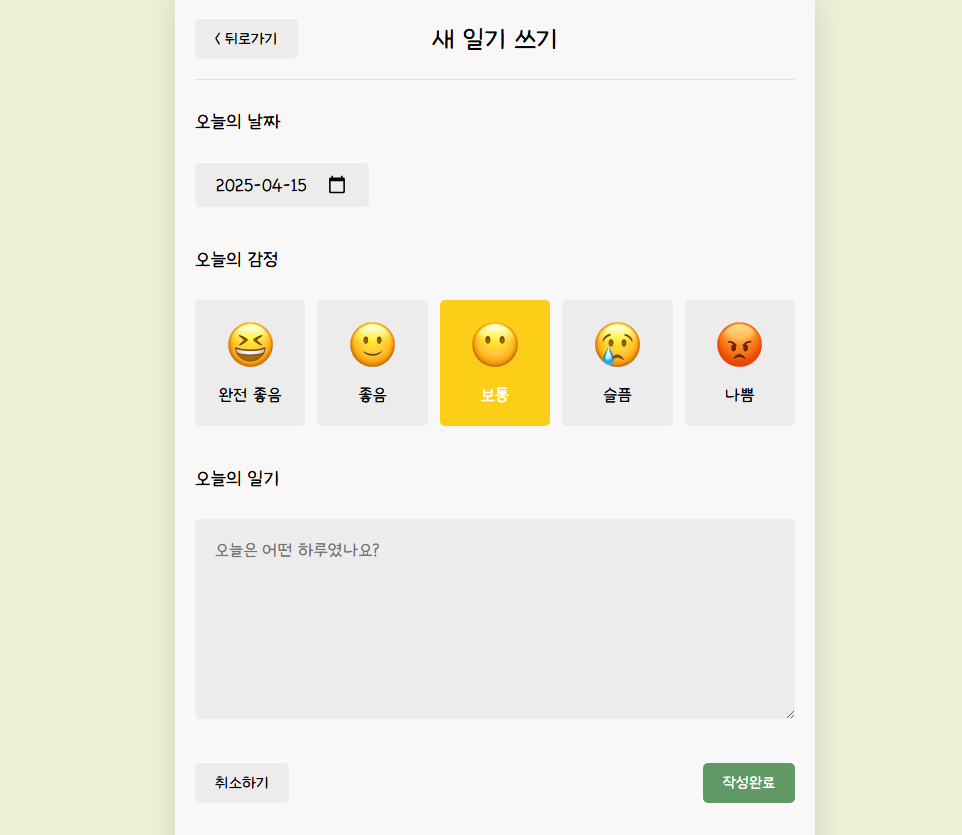 < 뒤로가기
새 일기 쓰기
오늘의 날짜
2025-04-15
오늘의 감정
완전 좋음
좋음
보통
슬픔
나쁨
오늘의 일기
오늘은 어떤 하루였나요?
취소하기
작성완료